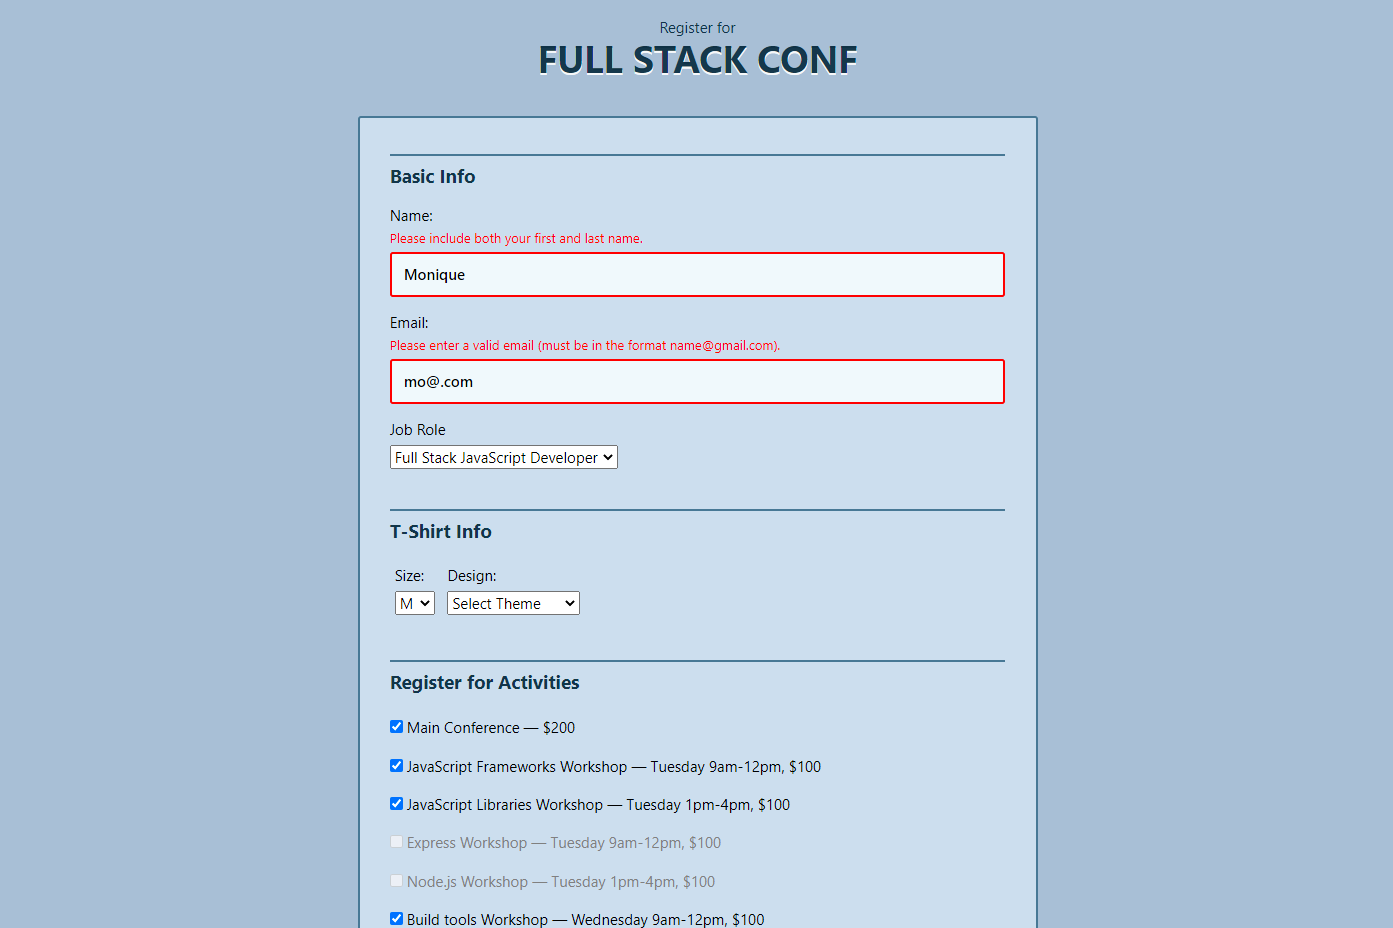 Register for
FULL STACK CONF
Basic Info
Name:
Please include both your first and last name.
Monique
Email:
Please enter a valid email (must be in the format name@gmail.com).
mo@.com
Job Role
Full Stack JavaScript Developer
T-Shirt Info
Size: Design:
M Select Theme
Register for Activities
Main Conference — $200
JavaScript Frameworks Workshop — Tuesday 9am-12pm, $100
JavaScript Libraries Workshop — Tuesday 1pm-4pm, $100
Express Workshop — Tuesday 9am-12pm, $100
Node.js Workshop — Tuesday 1pm-4pm, $100
Build tools Workshop — Wednesday 9am-12pm, $100